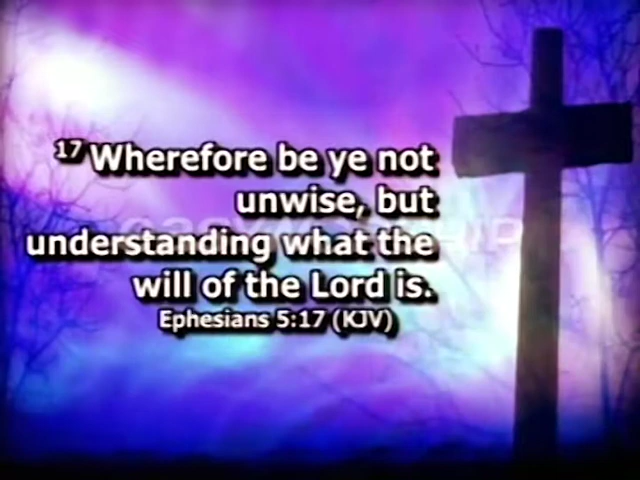 17 Wherefore be ye not
unwise, but
understanding what the
will of the Lord is.
Ephesians 5:17 (KJV)